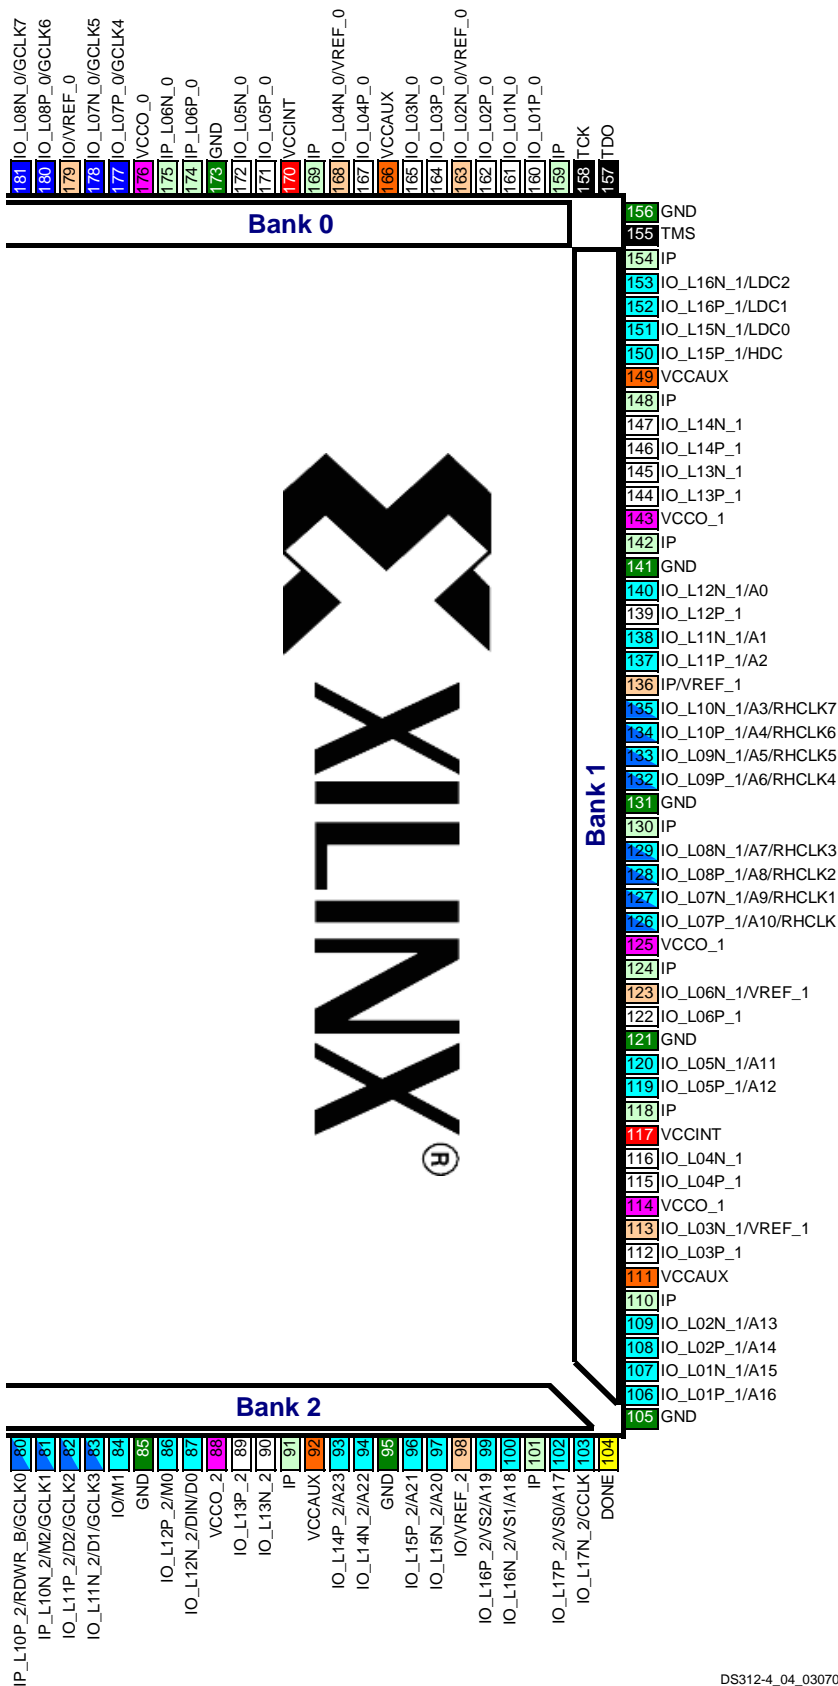 181 IO_L08N_0/GCLK7
180 IO_L08P_0/GCLK6
179 IO/VREF_0
178 IO_L07N_0/GCLK5
177 IO_L07P_0/GCLK4
176 VCCO_0
175 IP_L06N_0
174 IP_L06P_0
173 GND
172 IO_L05N_0
171 IO_L05P_0
170 VCCINT
169 IP
168 IO_L04N_0/VREF_0
167 IO_L04P_0
166 VCCAUX
165 IO_L03N_0
164 IO_L03P_0
163 IO_L02N_0/VREF_0
162 IO_L02P_0
161 IO_L01N_0
160 IO_L01P_0
159 IP
158 TCK
157 TDO
Bank 0
156 GND
155 TMS
154 IP
153 IO_L16N_1/LDC2
152 IO_L16P_1/LDC1
151 IO_L15N_1/LDC0
150 IO_L15P_1/HDC
149 VCCAUX
148 IP
147 IO_L14N_1
146 IO_L14P_1
145 IO_L13N_1
144 IO_L13P_1
143 VCCO_1
142 IP
141 GND
140 IO_L12N_1/A0
139 IO_L12P_1
138 IO_L11N_1/A1
137 IO_L11P_1/A2
136 IP/VREF_1
135 IO_L10N_1/A3/RHCLK7
134 IO_L10P_1/A4/RHCLK6
133 IO_L09N_1/A5/RHCLK5
132 IO_L09P_1/A6/RHCLK4
131 GND
130 IP
129 IO_L08N_1/A7/RHCLK3
128 IO_L08P_1/A8/RHCLK2
127 IO_L07N_1/A9/RHCLK1
126 IO_L07P_1/A10/RHCLK
125 VCCO_1
124 IP
123 IO_L06N_1/VREF_1
122 IO_L06P_1
121 GND
120 IO_L05N_1/A11
119 IO_L05P_1/A12
118 IP
117 VCCINT
116 IO_L04N_1
115 IO_L04P_1
114 VCCO_1
113 IO_L03N_1/VREF_1
112 IO_L03P_1
111 VCCAUX
110 IP
109 IO_L02N_1/A13
108 IO_L02P_1/A14
107 IO_L01N_1/A15
106 IO_L01P_1/A16
105 GND
Bank 1
XILINX
®
Bank 2
80 IP_L10P_2/RDWR_B/GCLK0
81 IP_L10N_2/M2/GCLK1
82 IO_L11P_2/D2/GCLK2
83 IO_L11N_2/D1/GCLK3
84 IO/M1
85 GND
86 IO_L12P_2/M0
87 IO_L12N_2/DIN/D0
88 VCCO_2
89 IO_L13P_2
90 IO_L13N_2
91 IP
92 VCCAUX
93 IO_L14P_2/A23
94 IO_L14N_2/A22
95 GND
96 IO_L15P_2/A21
97 IO_L15N_2/A20
98 IO/VREF_2
99 IO_L16P_2/VS2/A19
100 IO_L16N_2/VS1/A18
101 IP
102 IO_L17P_2/VS0/A17
103 IO_L17N_2/CCLK
104 DONE
DS312-4_04_03070